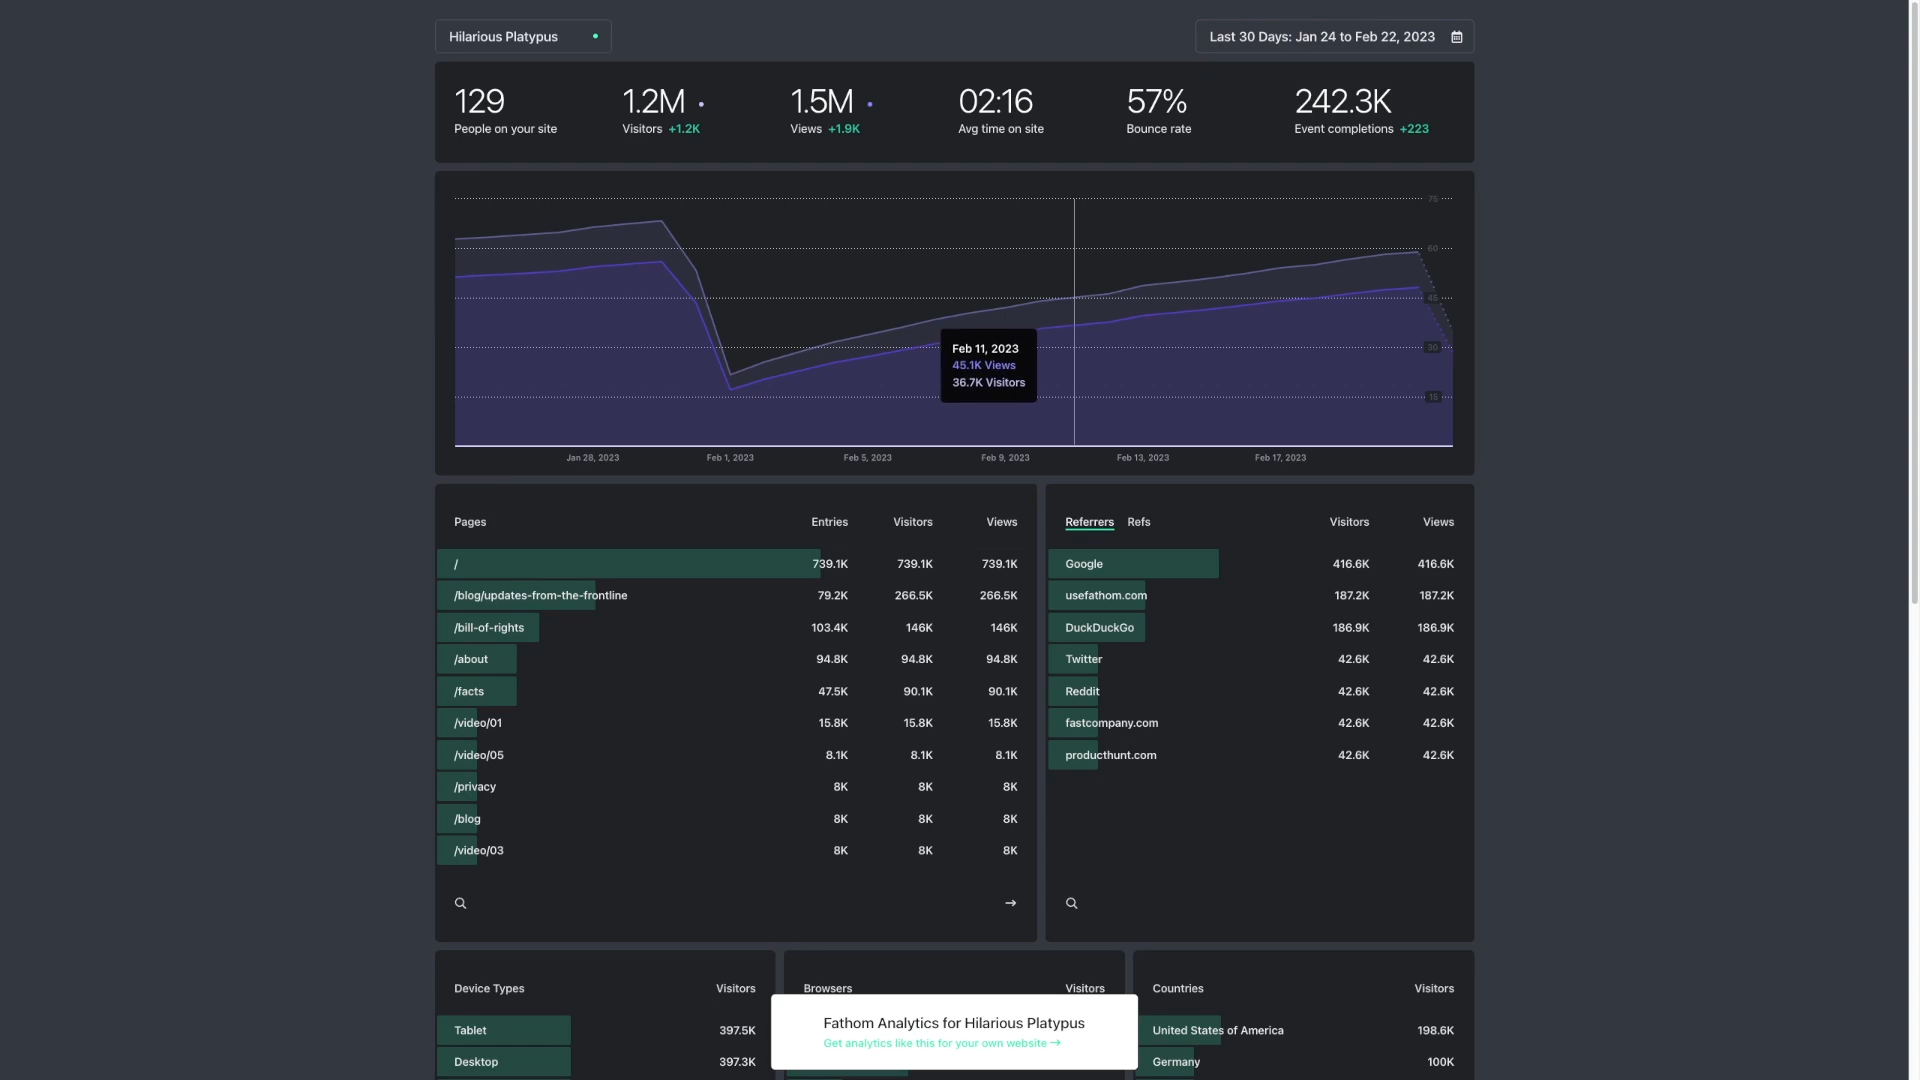 Hilarious Platypus
Last 30 Days: Jan 24 to Feb 22, 2023
129
People on your site
1.2M
Visitors +1.2K
1.5M
Views +1.9K
02:16
Avg time on site
57%
Bounce rate
242.3K
Event completions +223
75
60
45
30
15
Feb 11, 2023
45.1K Views
36.7K Visitors
Jan 28, 2023 Feb 1, 2023 Feb 5, 2023 Feb 9, 2023 Feb 13, 2023 Feb 17, 2023
Pages Entries Visitors Views
/ 739.1K 739.1K 739.1K
/blog/updates-from-the-frontline 79.2K 266.5K 266.5K
/bill-of-rights 103.4K 146K 146K
/about 94.8K 94.8K 94.8K
/facts 47.5K 90.1K 90.1K
/video/01 15.8K 15.8K 15.8K
/video/05 8.1K 8.1K 8.1K
/privacy 8K 8K 8K
/blog 8K 8K 8K
/video/03 8K 8K 8K
Referrers Refs Visitors Views
Google 416.6K 416.6K
usefathom.com 187.2K 187.2K
DuckDuckGo 186.9K 186.9K
Twitter 42.6K 42.6K
Reddit 42.6K 42.6K
fastcompany.com 42.6K 42.6K
producthunt.com 42.6K 42.6K
Device Types Visitors
Tablet 397.5K
Desktop 397.3K
Browsers Visitors
Fathom Analytics for Hilarious Platypus
Get analytics like this for your own website →
Countries Visitors
United States of America 198.6K
Germany 100K